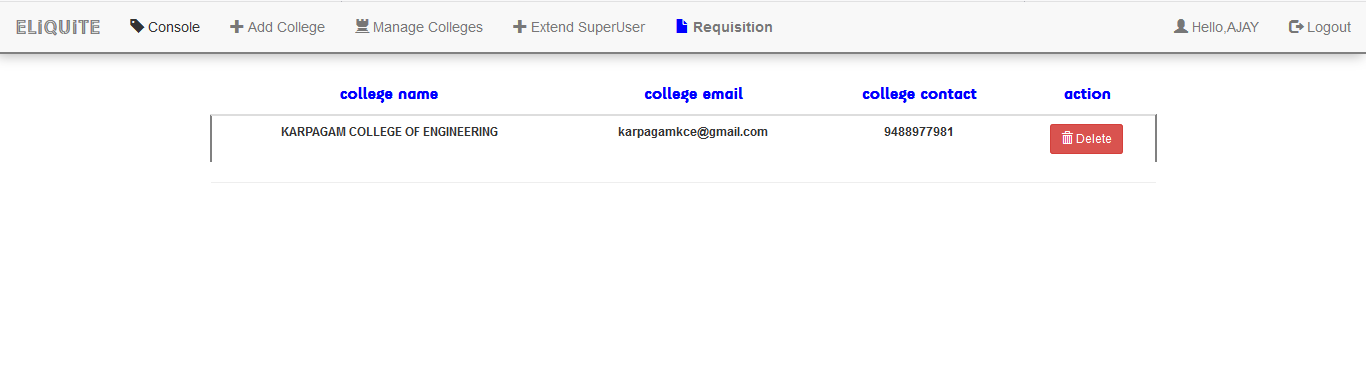 ELiQUiTE Console Add College Manage Colleges Extend SuperUser Requisition Hello,AJAY Logout
college name college email college contact action
KARPAGAM COLLEGE OF ENGINEERING karpagamkce@gmail.com 9488977981 Delete